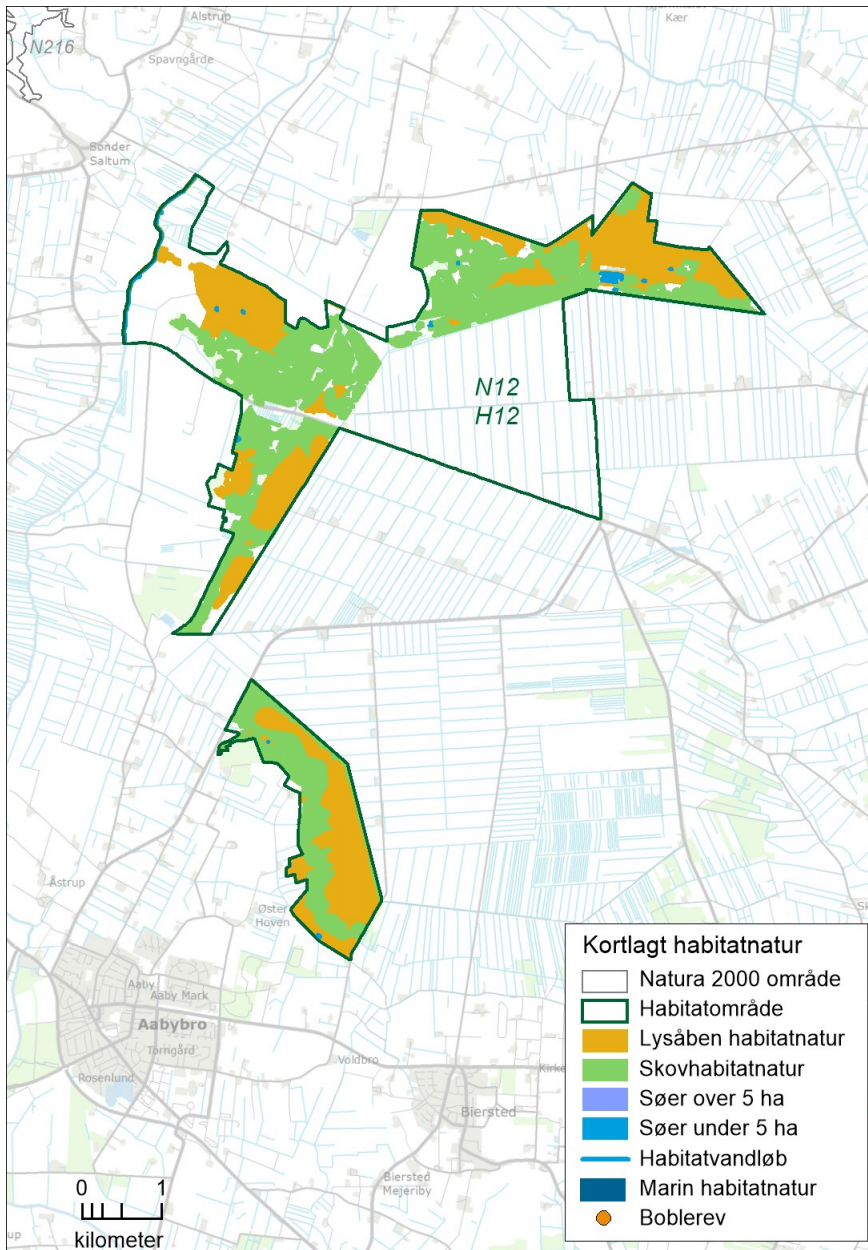 Alstrup
Kær
N216
Spavngårde
Sønder
Saltum
N12
H12
Åstrup
Øster
Hoven
Aaby
Aaby Mark
Aabybro
Torngård
Rosenlund
Voldbro
Biersted
Biersted
Mejeriby
Kortlagt habitatnatur
Natura 2000 område
Habitatområde
Lysåben habitatnatur
Skovhabitatnatur
Søer over 5 ha
Søer under 5 ha
Habitatvandløb
Marin habitatnatur
Boblerev
0 1
kilometer